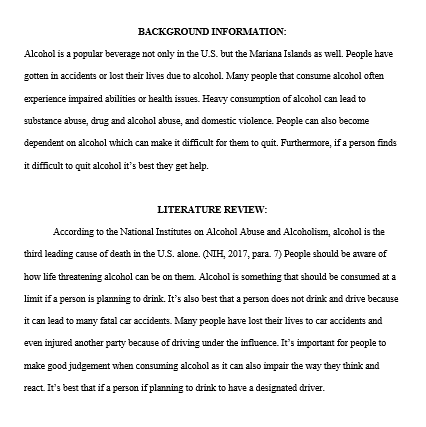 BACKGROUND INFORMATION:
Alcohol is a popular beverage not only in the U.S. but the Mariana Islands as well. People have
gotten in accidents or lost their lives due to alcohol. Many people that consume alcohol often
experience impaired abilities or health issues. Heavy consumption of alcohol can lead to
substance abuse, drug and alcohol abuse, and domestic violence. People can also become
dependent on alcohol which can make it difficult for them to quit. Furthermore, if a person finds
it difficult to quit alcohol it's best they get help.
LITERATURE REVIEW:
According to the National Institutes on Alcohol Abuse and Alcoholism, alcohol is the
third leading cause of death in the U.S. alone. (NIH, 2017, para. 7) People should be aware of
how life threatening alcohol can be on them. Alcohol is something that should be consumed at a
limit if a person is planning to drink. It's also best that a person does not drink and drive because
it can lead to many fatal car accidents. Many people have lost their lives to car accidents and
even injured another party because of driving under the influence. It's important for people to
make good judgement when consuming alcohol as it can also impair the way they think and
react. It's best that if a person if planning to drink to have a designated driver.